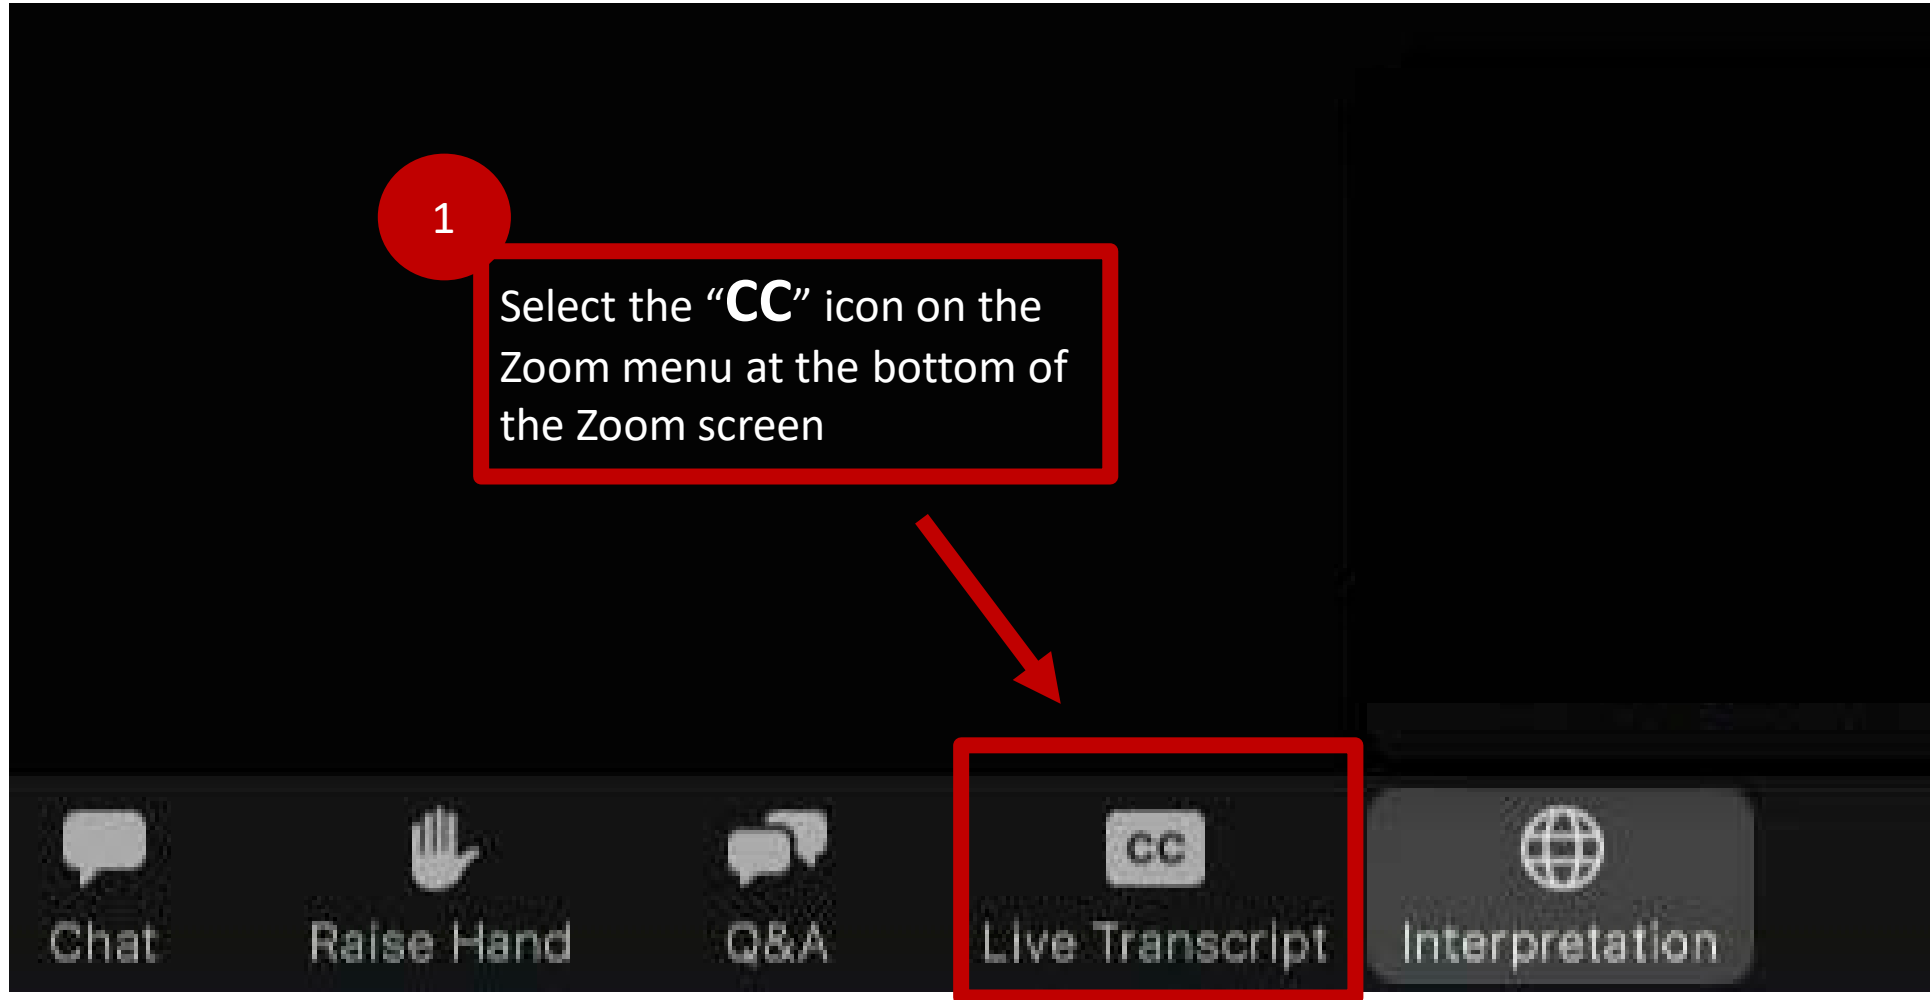 1
Select the “CC” icon on the
Zoom menu at the bottom of
the Zoom screen
CC
Chat
Raise Hand
Q&A
Live Transcript
Interpretation